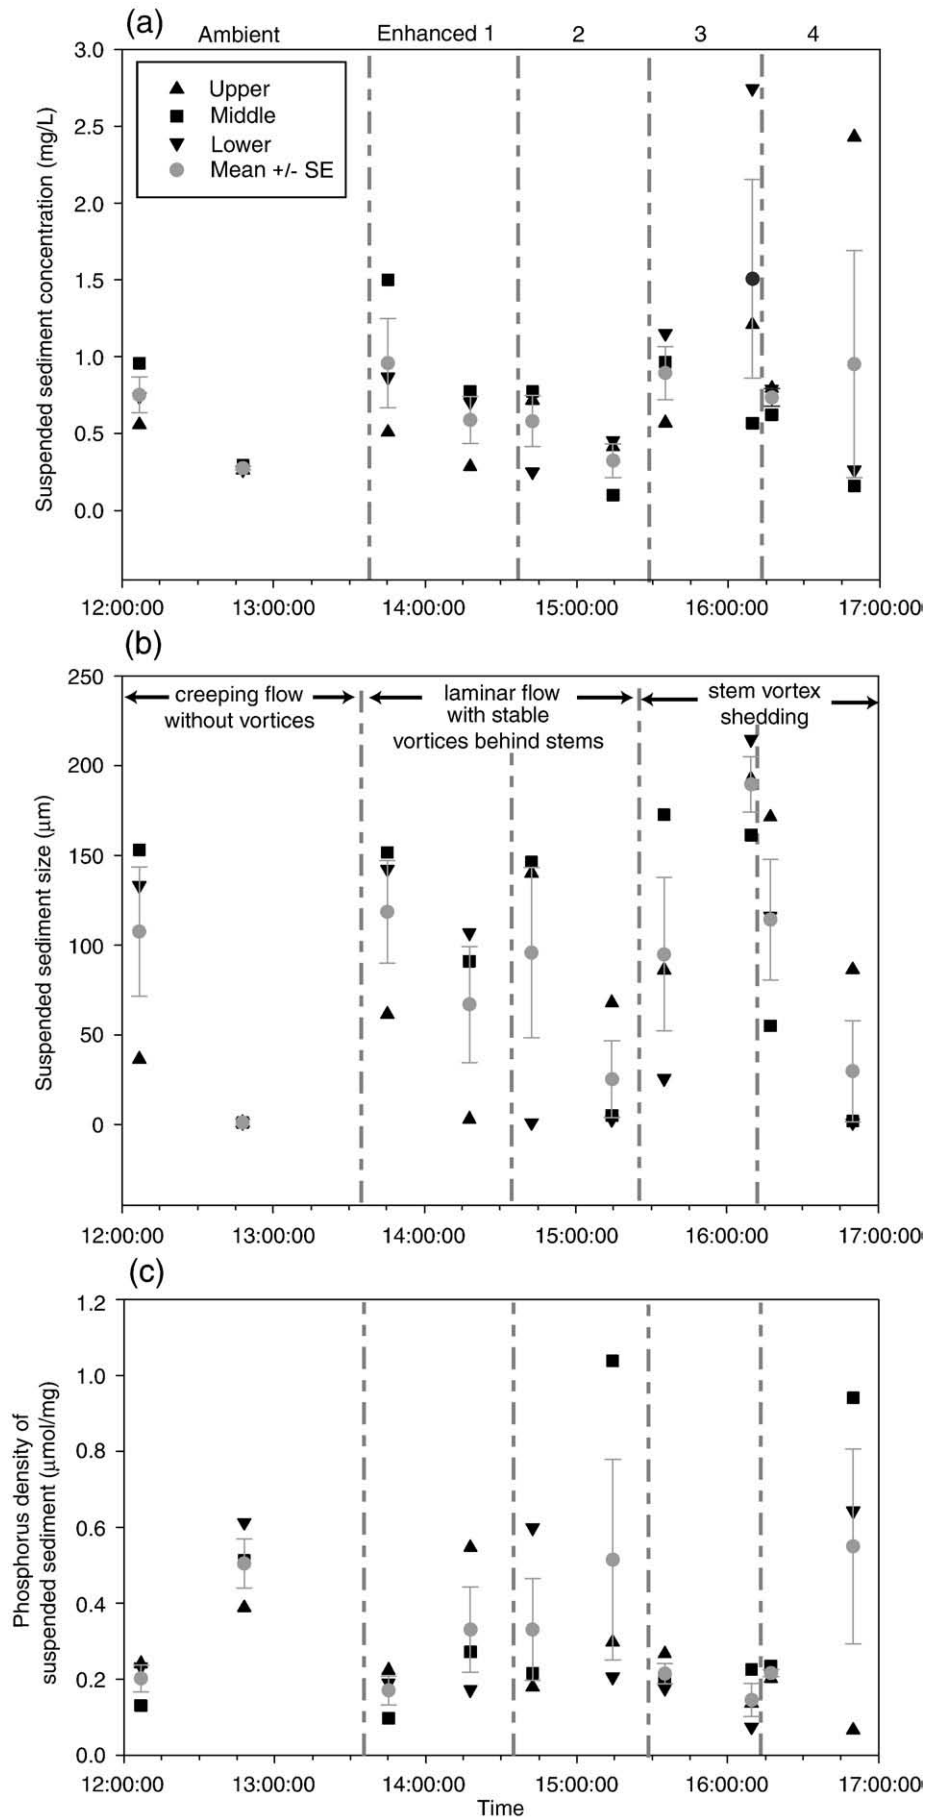 (a)
Ambient Enhanced 1 2 3 4
3.0
2.5
2.0
1.5
1.0
0.5
0.0
Suspended sediment concentration (mg/L)
Upper
Middle
Lower
Mean +/- SE
12:00:00 13:00:00 14:00:00 15:00:00 16:00:00 17:00:00
(b)
250
200
150
100
50
0
Suspended sediment size (μm)
creeping flow
without vortices
laminar flow
with stable
vortices behind stems
stem vortex
shedding
12:00:00 13:00:00 14:00:00 15:00:00 16:00:00 17:00:00
(c)
1.2
1.0
0.8
0.6
0.4
0.2
0.0
Phosphorus density of
suspended sediment (μmol/mg)
12:00:00 13:00:00 14:00:00 15:00:00 16:00:00 17:00:00
Time